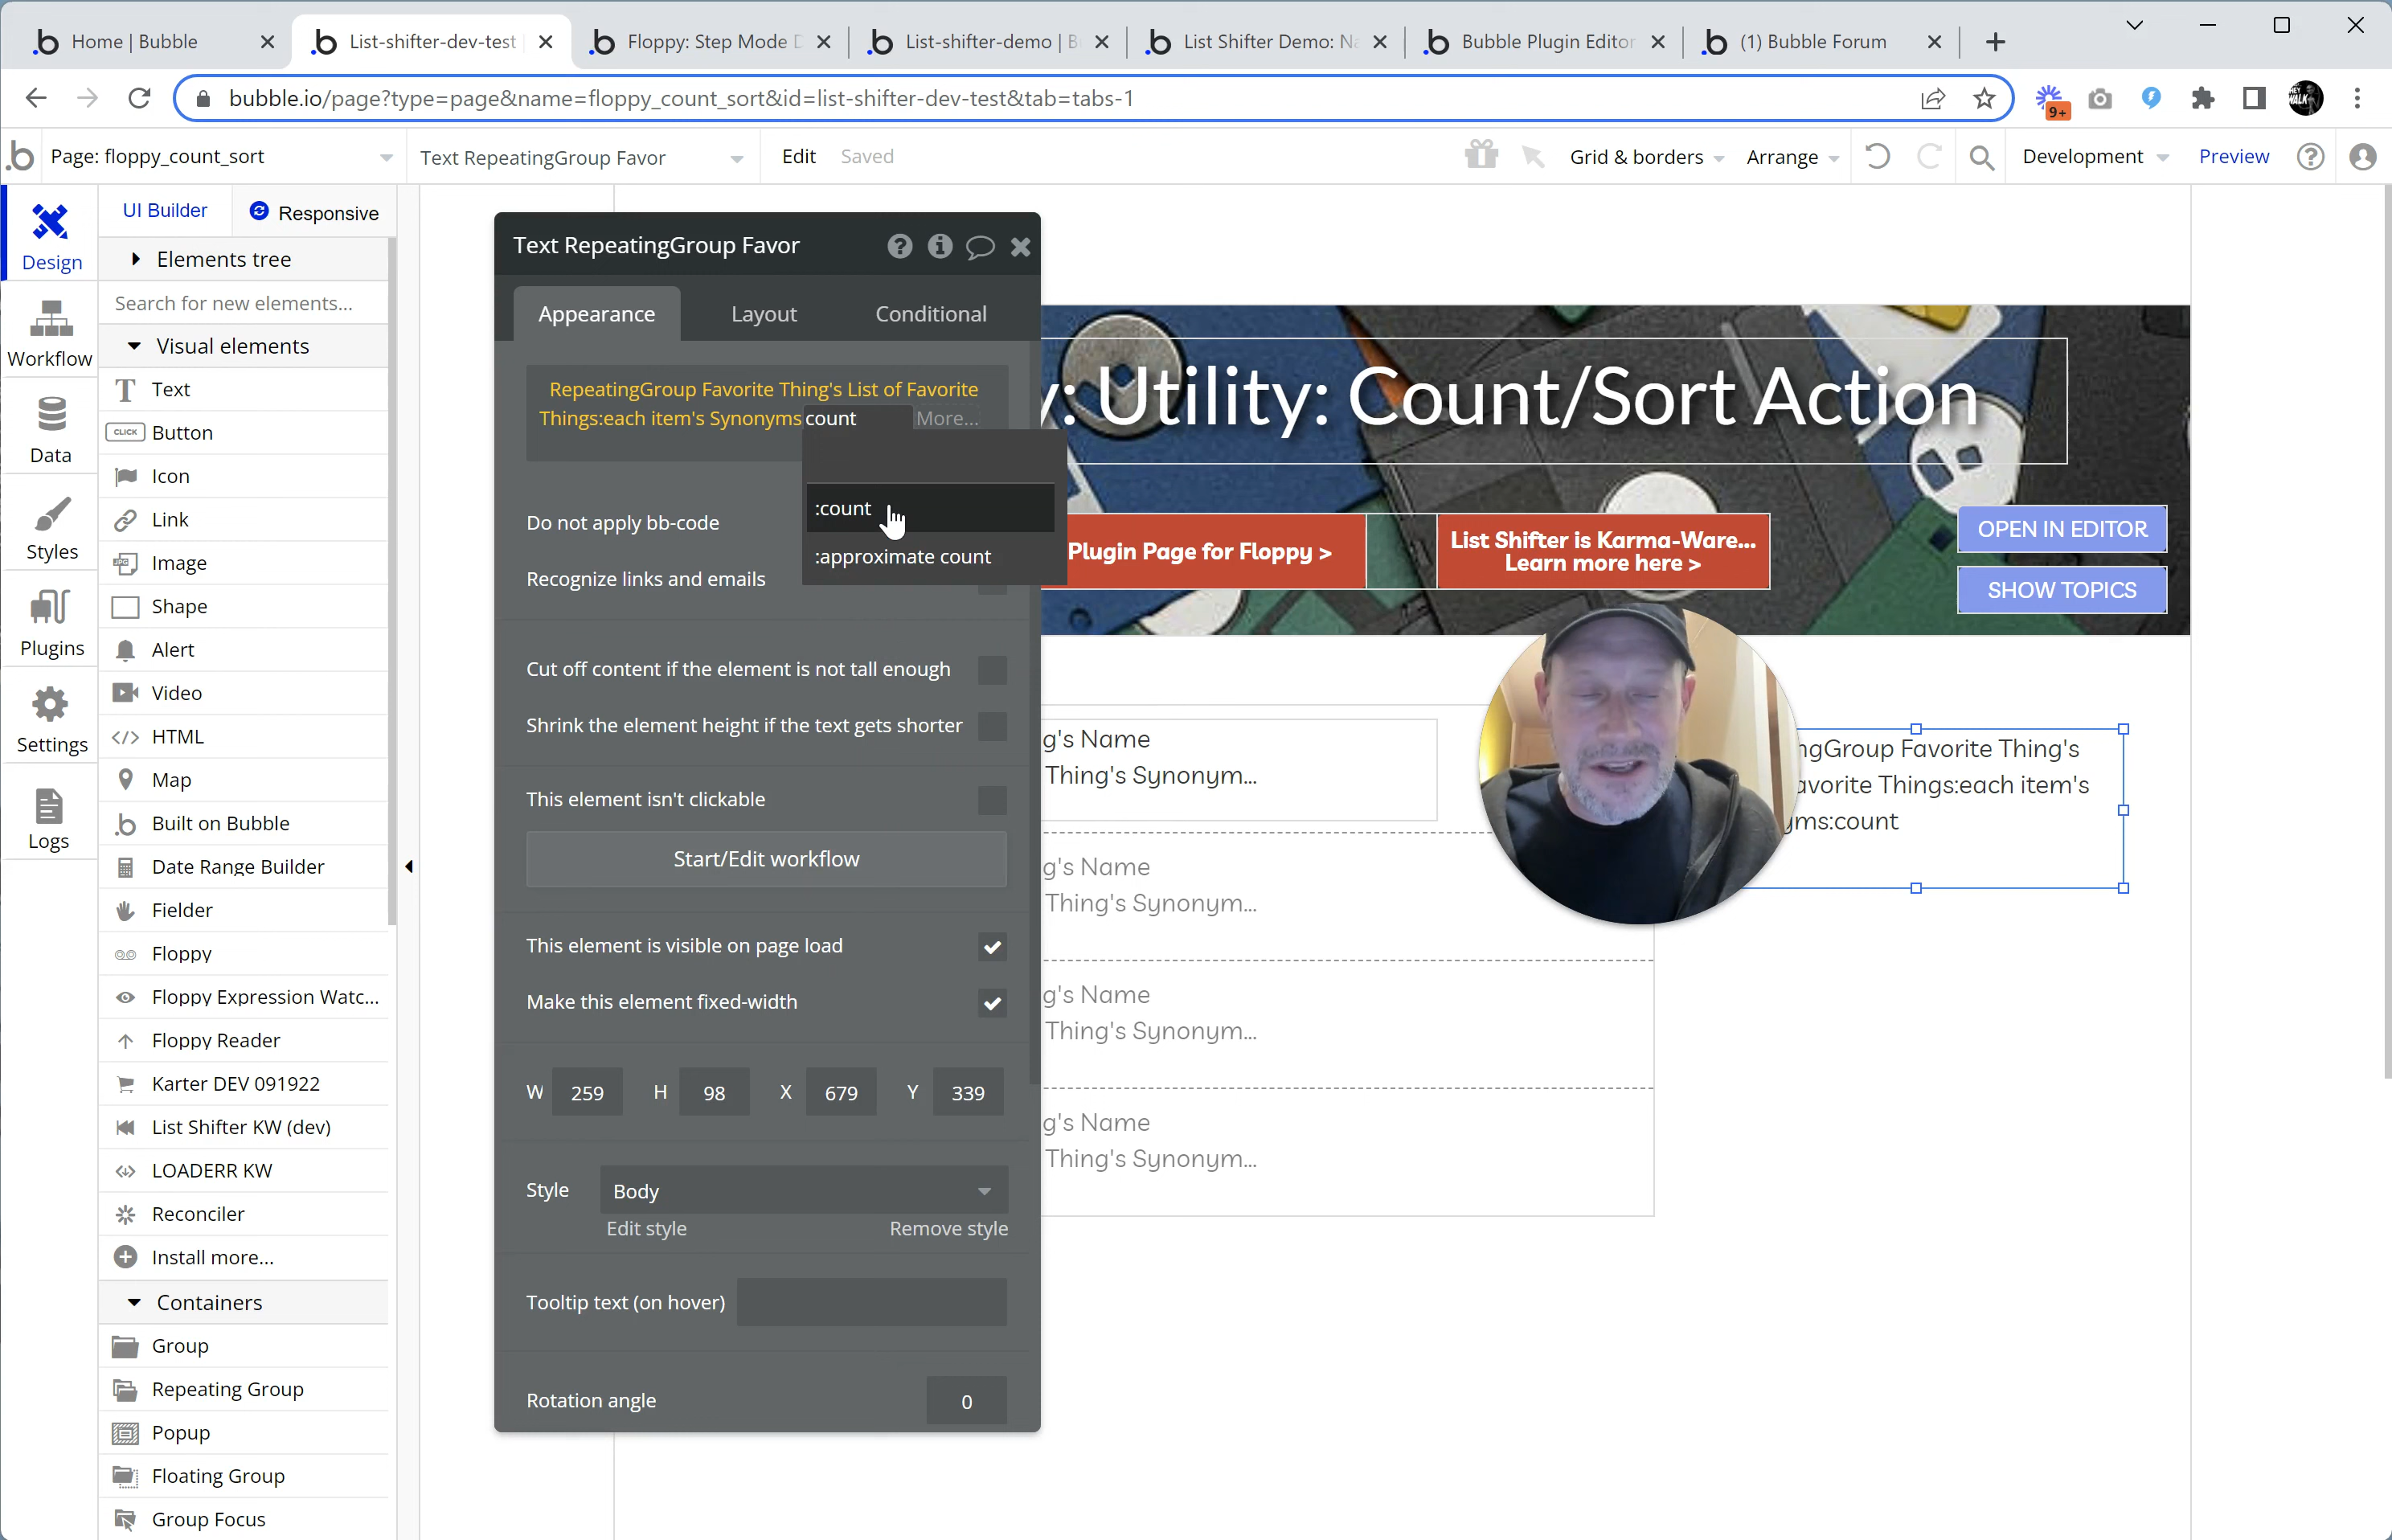 Home | Bubble
List-shifter-dev-test
Floppy: Step Mode D
List-shifter-demo | B
List Shifter Demo: Na
Bubble Plugin Editor
(1) Bubble Forum
bubble.io/page?type=page&name=floppy_count_sort&id=list-shifter-dev-test&tab=tabs-1
9+
Page: floppy_count_sort
Text RepeatingGroup Favor
Edit
Saved
Grid & borders
Arrange
Development
Preview
Design
Workflow
Data
Styles
Plugins
Settings
Logs
UI Builder
Responsive
Elements tree
Search for new elements...
Visual elements
Text
CLICK Button
Icon
Link
Image
Shape
Alert
Video
HTML
Map
Built on Bubble
Date Range Builder
Fielder
Floppy
Floppy Expression Watc...
Floppy Reader
Karter DEV 091922
List Shifter KW (dev)
LOADERR KW
Reconciler
Install more...
Containers
Group
Repeating Group
Popup
Floating Group
Group Focus
Text RepeatingGroup Favor
Appearance
Layout
Conditional
RepeatingGroup Favorite Thing's List of Favorite
Things:each item's Synonyms count More...
:count
:approximate count
Do not apply bb-code
Recognize links and emails
Cut off content if the element is not tall enough
Shrink the element height if the text gets shorter
This element isn't clickable
Start/Edit workflow
This element is visible on page load
Make this element fixed-width
W 259 H 98 X 679 Y 339
Style Body
Edit style
Remove style
Tooltip text (on hover)
Rotation angle 0
y: Utility: Count/Sort Action
Plugin Page for Floppy >
List Shifter is Karma-Ware...
Learn more here >
OPEN IN EDITOR
SHOW TOPICS
g's Name
Thing's Synonym...
g's Name
Thing's Synonym...
g's Name
Thing's Synonym...
g's Name
Thing's Synonym...
ngGroup Favorite Thing's
avorite Things:each item's
yms:count